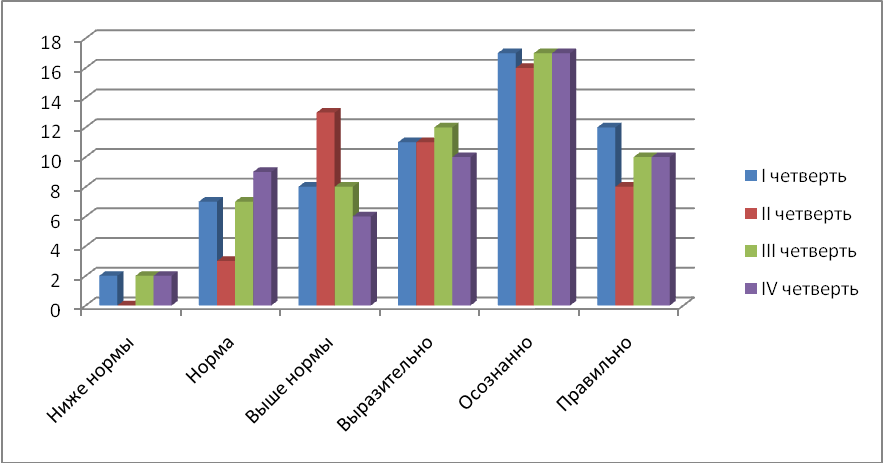 18
16
14
12
10
8
6
4
2
0
Ниже нормы
Норма
Выше нормы
Выразительно
Осознанно
Правильно
I четверть
II четверть
III четверть
IV четверть